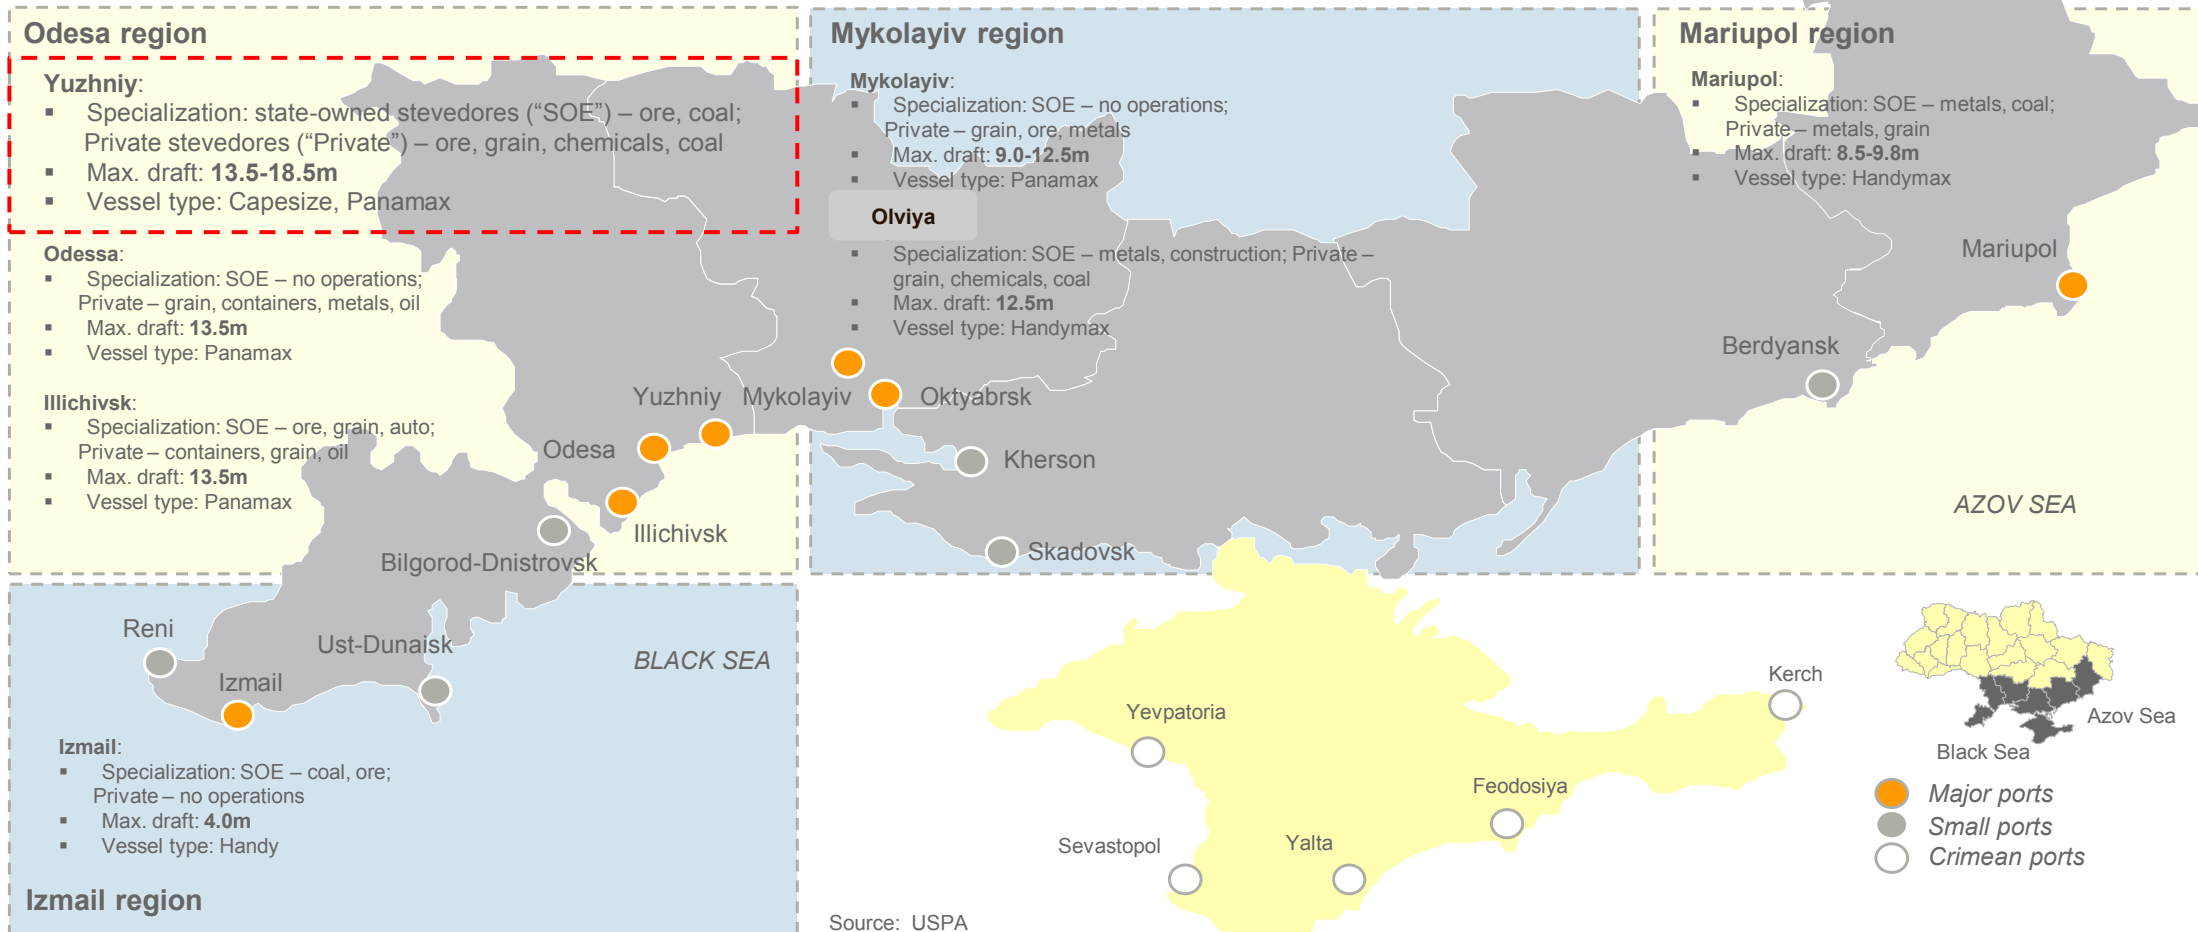 Odesa region
Yuzhniy:
▪ Specialization: state-owned stevedores (“SOE”) – ore, coal;
Private stevedores (“Private”) – ore, grain, chemicals, coal
▪ Max. draft: 13.5-18.5m
▪ Vessel type: Capesize, Panamax
Odessa:
▪ Specialization: SOE – no operations;
Private – grain, containers, metals, oil
▪ Max. draft: 13.5m
▪ Vessel type: Panamax
Illichivsk:
▪ Specialization: SOE – ore, grain, auto;
Private – containers, grain, oil
▪ Max. draft: 13.5m
▪ Vessel type: Panamax
Mykolayiv region
Mykolayiv:
▪ Specialization: SOE – no operations;
Private – grain, ore, metals
▪ Max. draft: 9.0-12.5m
▪ Vessel type: Panamax
Olviya
▪ Specialization: SOE – metals, construction; Private –
grain, chemicals, coal
▪ Max. draft: 12.5m
▪ Vessel type: Handymax
Mariupol region
Mariupol:
▪ Specialization: SOE – metals, coal;
Private – metals, grain
▪ Max. draft: 8.5-9.8m
▪ Vessel type: Handymax
Mariupol
Berdyansk
Yuzhniy
Mykolayiv
Oktyabrsk
Odesa
Kherson
Illichivsk
Skadovsk
Bilgorod-Dnistrovsk
AZOV SEA
Reni
Ust-Dunaisk
Izmail
BLACK SEA
Izmail:
▪ Specialization: SOE – coal, ore;
Private – no operations
▪ Max. draft: 4.0m
▪ Vessel type: Handy
Izmail region
Yevpatoria
Kerch
Feodosiya
Sevastopol
Yalta
Azov Sea
Black Sea
Major ports
Small ports
Crimean ports
Source: USPA